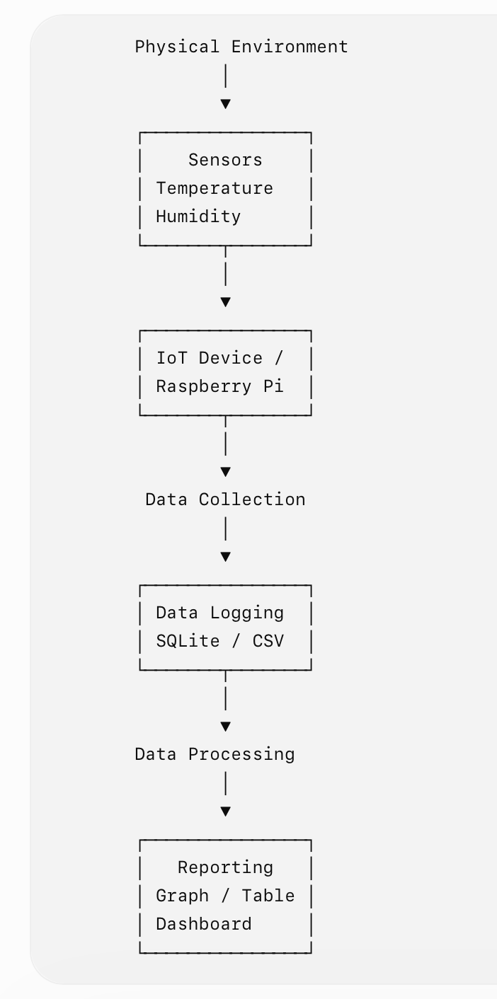 Physical Environment
Sensors
Temperature
Humidity
IoT Device /
Raspberry Pi
Data Collection
Data Logging
SQLite / CSV
Data Processing
Reporting
Graph / Table
Dashboard